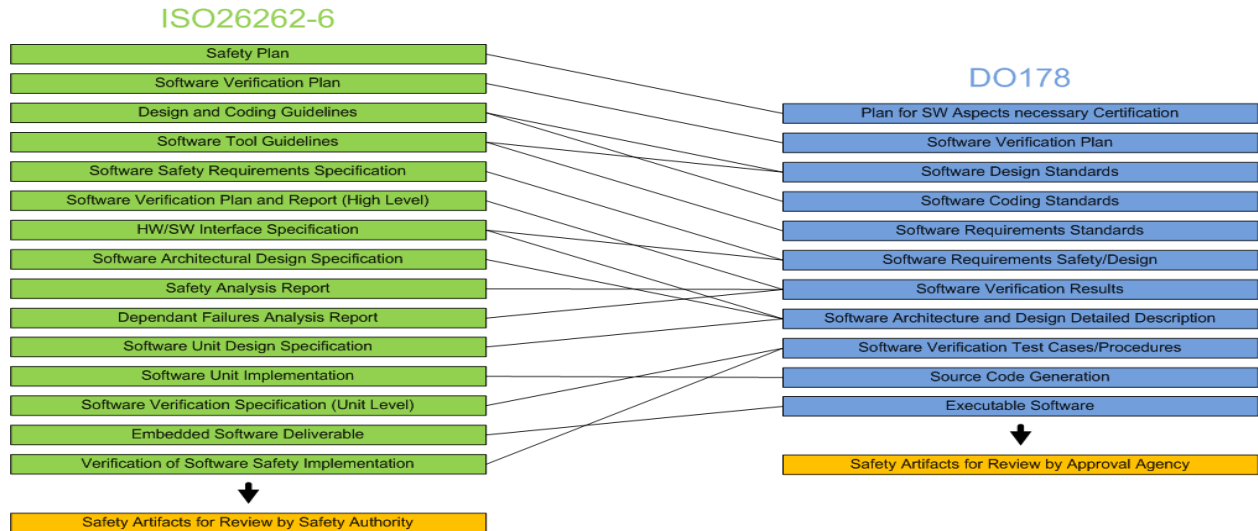 ISO26262-6
Safety Plan
Software Verification Plan
Design and Coding Guidelines
Software Tool Guidelines
Software Safety Requirements Specification
Software Verification Plan and Report (High Level)
HW/SW Interface Specification
Software Architectural Design Specification
Safety Analysis Report
Dependant Failures Analysis Report
Software Unit Design Specification
Software Unit Implementation
Software Verification Specification (Unit Level)
Embedded Software Deliverable
Verification of Software Safety Implementation
Safety Artifacts for Review by Safety Authority
DO178
Plan for SW Aspects necessary Certification
Software Verification Plan
Software Design Standards
Software Coding Standards
Software Requirements Standards
Software Requirements Safety/Design
Software Verification Results
Software Architecture and Design Detailed Description
Software Verification Test Cases/Procedures
Source Code Generation
Executable Software
Safety Artifacts for Review by Approval Agency